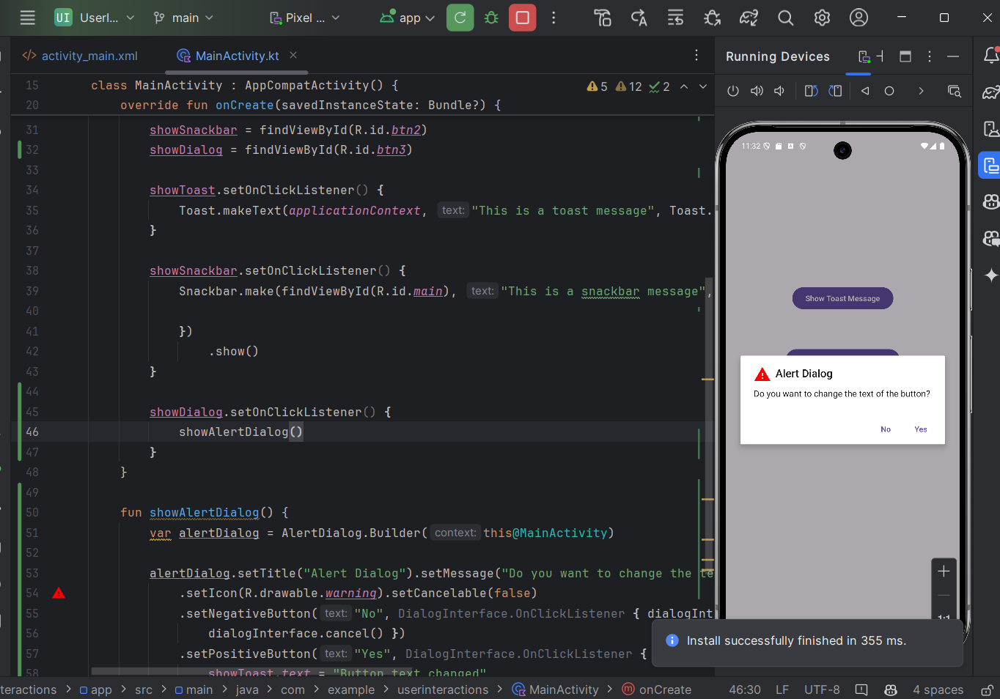 UI UserI... main Pixel ... app
activity_main.xml MainActivity.kt
Running Devices
15 class MainActivity : AppCompatActivity() {
5 12 2
20 override fun onCreate(savedInstanceState: Bundle?) {
31 showSnackbar = findViewById(R.id.btn2)
32 showDialog = findViewById(R.id.btn3)
33
34 showToast.setOnClickListener() {
35 Toast.makeText(applicationContext, text: "This is a toast message", Toast.
36 }
37
38 showSnackbar.setOnClickListener() {
39 Snackbar.make(findViewById(R.id.main), text: "This is a snackbar message",
40
41 })
42 .show()
43 }
44
45 showDialog.setOnClickListener() {
46 showAlertDialog()
47 }
48 }
49
50 fun showAlertDialog() {
51 var alertDialog = AlertDialog.Builder( context: this@MainActivity)
52
53 alertDialog.setTitle("Alert Dialog").setMessage("Do you want to change the te
54 .setIcon(R.drawable.warning).setCancelable(false)
55 .setNegativeButton( text: "No", DialogInterface.OnClickListener { dialogInt
56 dialogInterface.cancel() })
57 .setPositiveButton( text: "Yes", DialogInterface.OnClickListener {
58 showToast.text = "Button text changed"
11:32
Show Toast Message
Alert Dialog
Do you want to change the text of the button?
No Yes
1:1
Install successfully finished in 355 ms.
teractions > app > src > main > java > com > example > userinteractions > MainActivity > onCreate 46:30 LF UTF-8 4 spaces